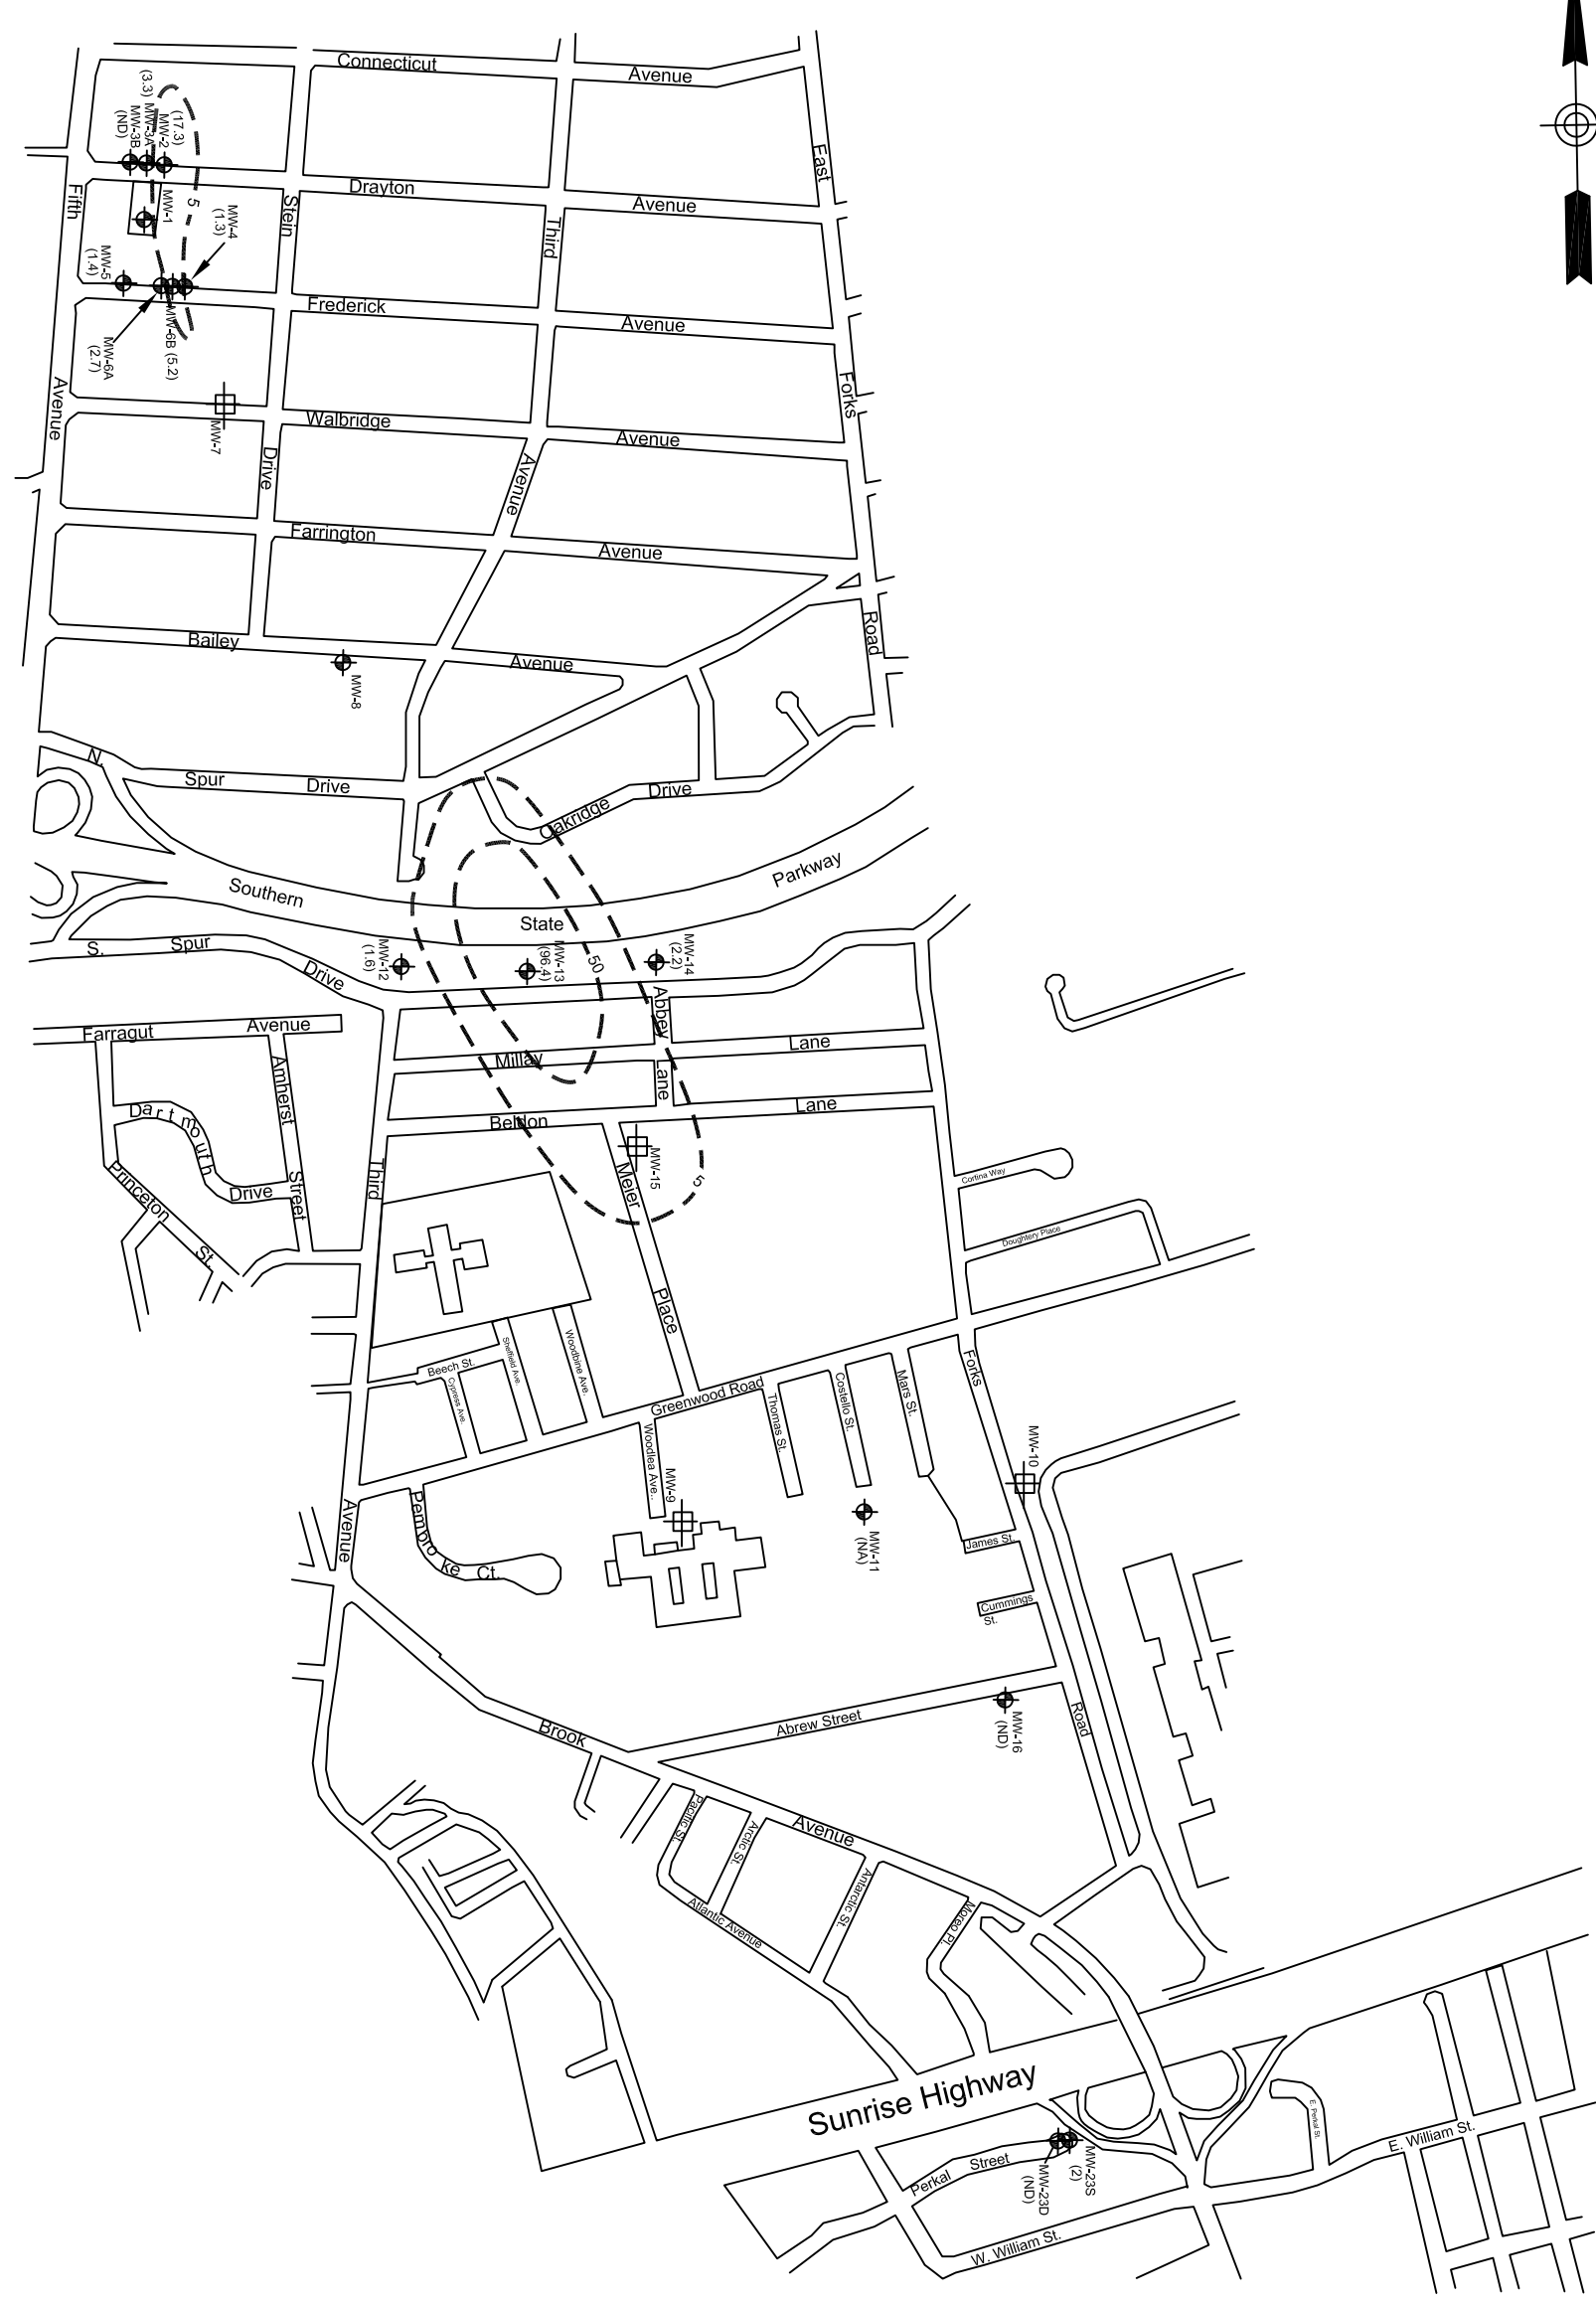 Connecticut
Avenue
(3.3)
MW-3A
MW-3B
(ND)
(17.3)
MW-2
East
Drayton
Avenue
Fifth
MW-1
5
MW-4
(1.3)
Stein
Third
MW-5
(1.4)
Frederick
Avenue
MW-6B (5.2)
MW-6A
(2.7)
Forks
Avenue
MW-7
Walbridge
Avenue
Drive
Avenue
Farrington
Avenue
Road
Bailey
Avenue
MW-8
N.
Spur
Drive
Oakridge
Drive
Southern
State
Parkway
S.
Spur
Drive
MW-12
(1.6)
MW-13
(96.4)
50
MW-14
(2.2)
Farragut
Avenue
Abbey
Lane
Millay
Lane
Amherst
Street
Dartmouth
Drive
Beldon
Lane
Third
Princeton
St.
MW-15
Meier
Place
5
Cortina Way
Doughtery Place
Beech St.
Sheffield Ave.
Woodbine Ave.
Cypress Ave.
Greenwood Road
Thomas St.
Costello St.
Mars St.
Forks
Woodlea Ave..
MW-9
MW-10
MW-11
(NA)
Avenue
Pembroke Ct.
James St.
Cummings
St.
Brook
Abrew Street
MW-16
(ND)
Road
Avenue
Pacific St.
Arctic St.
Antarctic St.
Atlantic Avenue
Moreo Pl.
Sunrise Highway
E. Perkal St.
E. William St.
Perkal
Street
MW-23S
(2)
MW-23D
(ND)
W. William St.